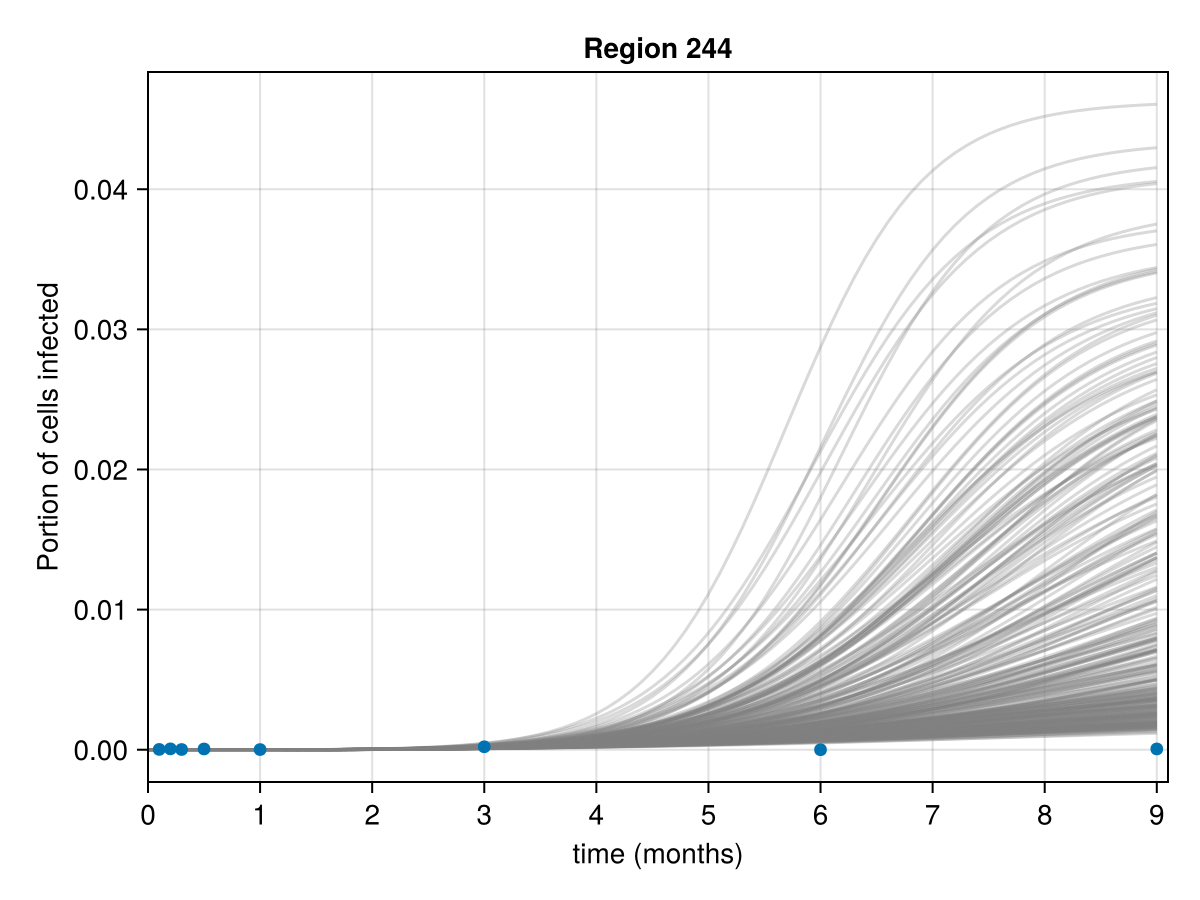 Region 244
Portion of cells infected
0.04
0.03
0.02
0.01
0.00
0 1 2 3 4 5 6 7 8 9
time (months)